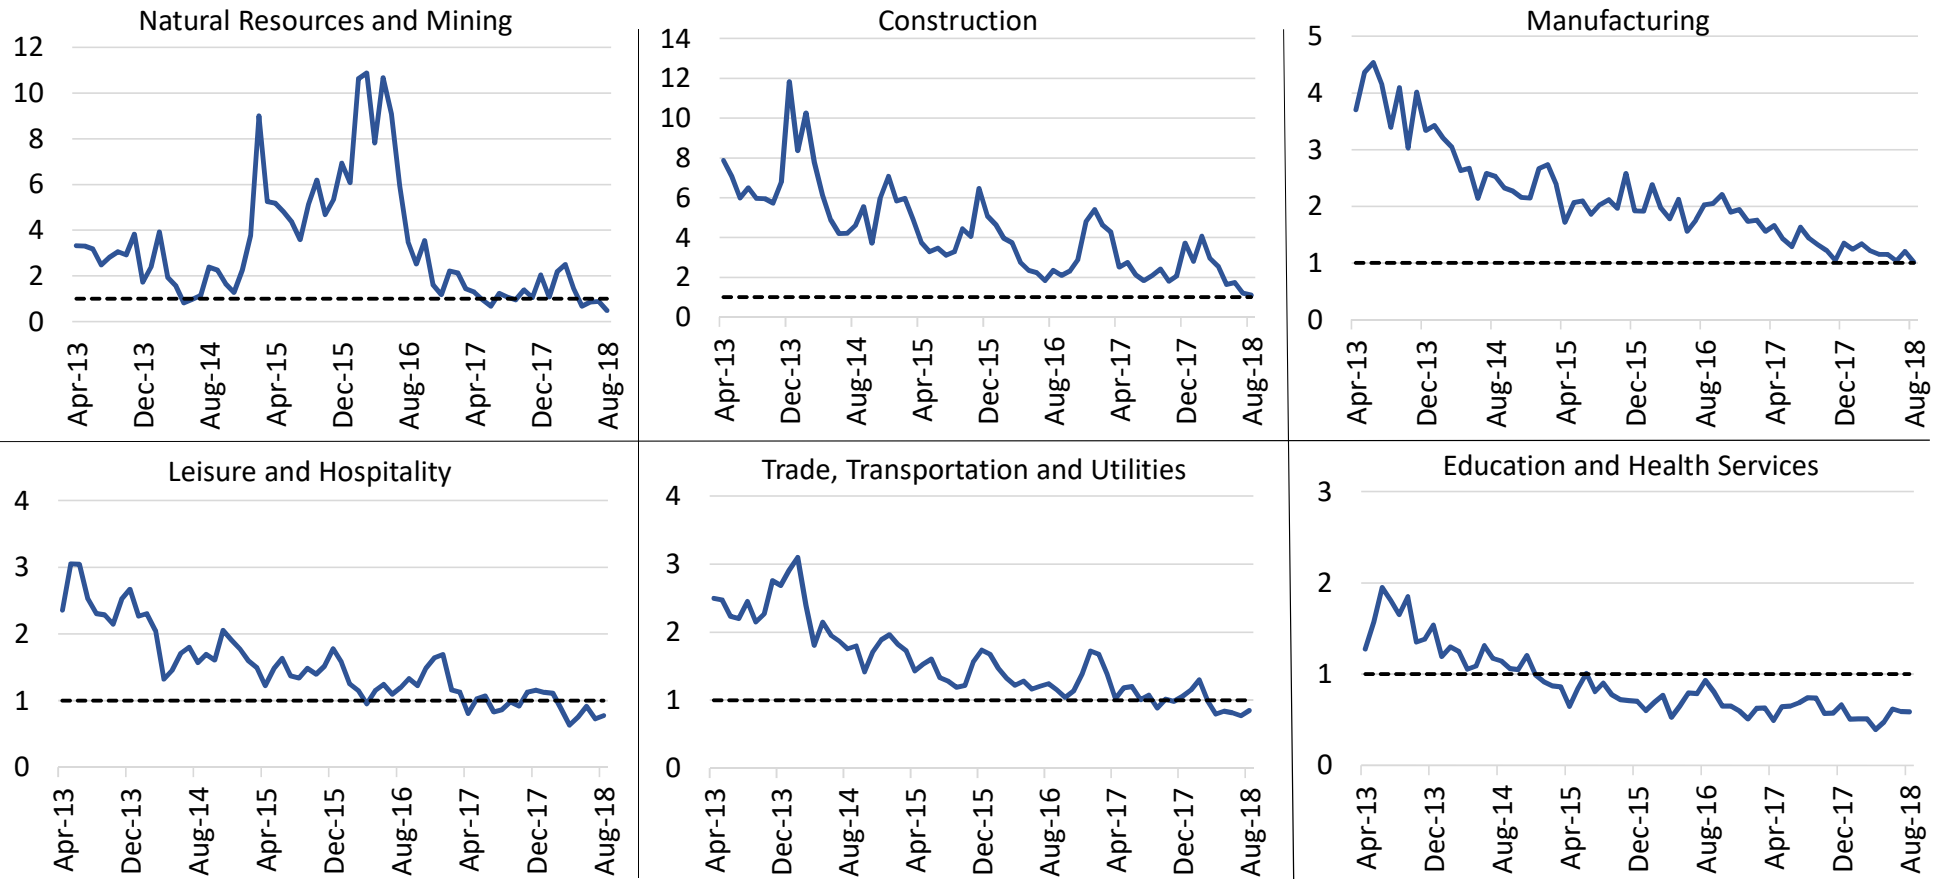 Natural Resources and Mining
12
10
8
6
4
2
0
Apr-13
Dec-13
Aug-14
Apr-15
Dec-15
Aug-16
Apr-17
Dec-17
Aug-18
Construction
14
12
10
8
6
4
2
0
Apr-13
Dec-13
Aug-14
Apr-15
Dec-15
Aug-16
Apr-17
Dec-17
Aug-18
Manufacturing
5
4
3
2
1
0
Apr-13
Dec-13
Aug-14
Apr-15
Dec-15
Aug-16
Apr-17
Dec-17
Aug-18
Leisure and Hospitality
4
3
2
1
0
Apr-13
Dec-13
Aug-14
Apr-15
Dec-15
Aug-16
Apr-17
Dec-17
Aug-18
Trade, Transportation and Utilities
4
3
2
1
0
Apr-13
Dec-13
Aug-14
Apr-15
Dec-15
Aug-16
Apr-17
Dec-17
Aug-18
Education and Health Services
3
2
1
0
Apr-13
Dec-13
Aug-14
Apr-15
Dec-15
Aug-16
Apr-17
Dec-17
Aug-18